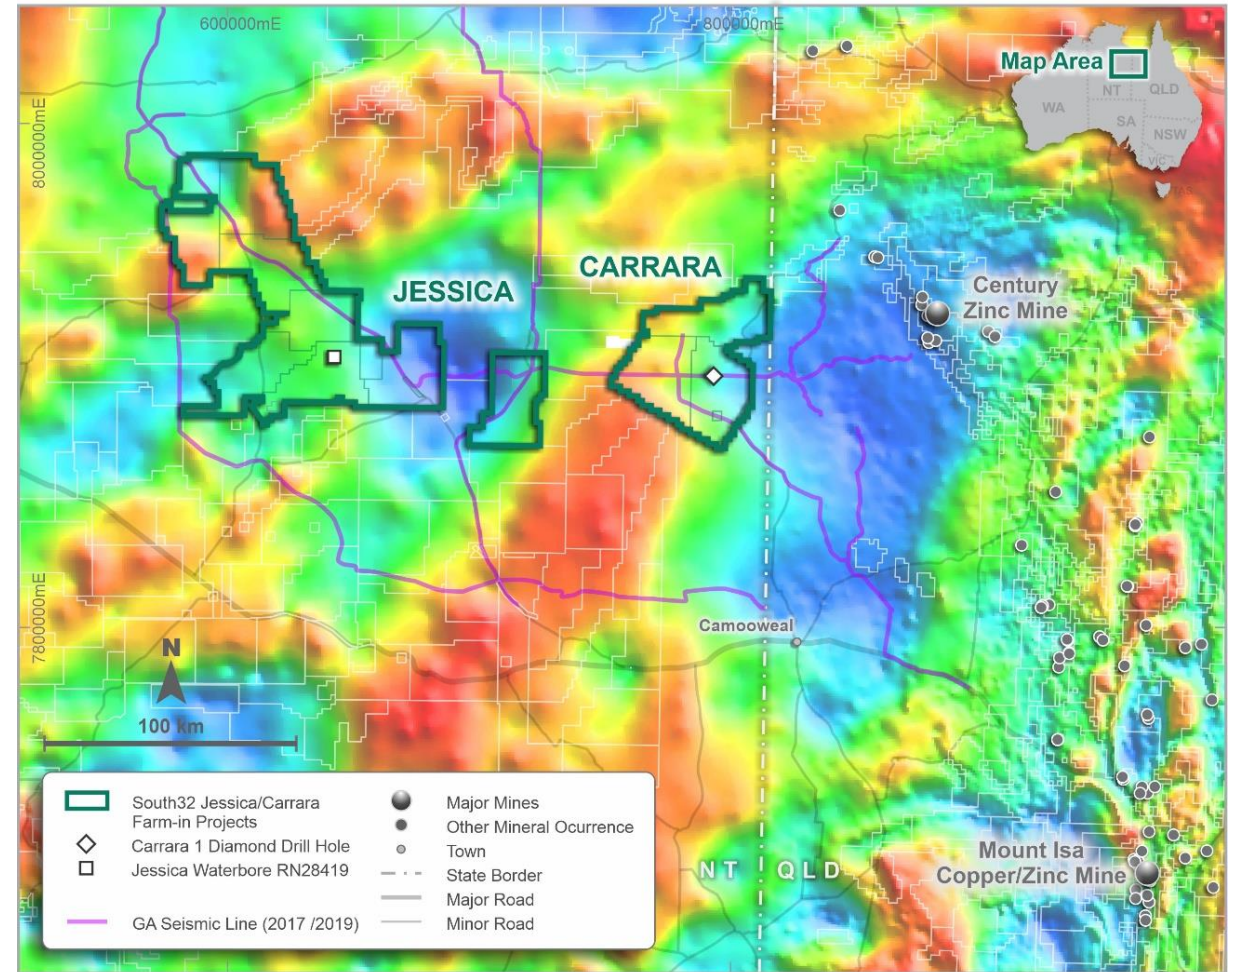 600000mE
800000mE
8000000mE
7800000mE
Map Area
WA
NT
QLD
SA
NSW
VIC
TAS
CARRARA
JESSICA
Century
Zinc Mine
Camooweal
N
100 km
NT
QLD
Mount Isa
Copper/Zinc Mine
South32 Jessica/Carrara
Farm-in Projects
Carrara 1 Diamond Drill Hole
Jessica Waterbore RN28419
GA Seismic Line (2017 /2019)
Major Mines
Other Mineral Ocurrence
Town
State Border
Major Road
Minor Road